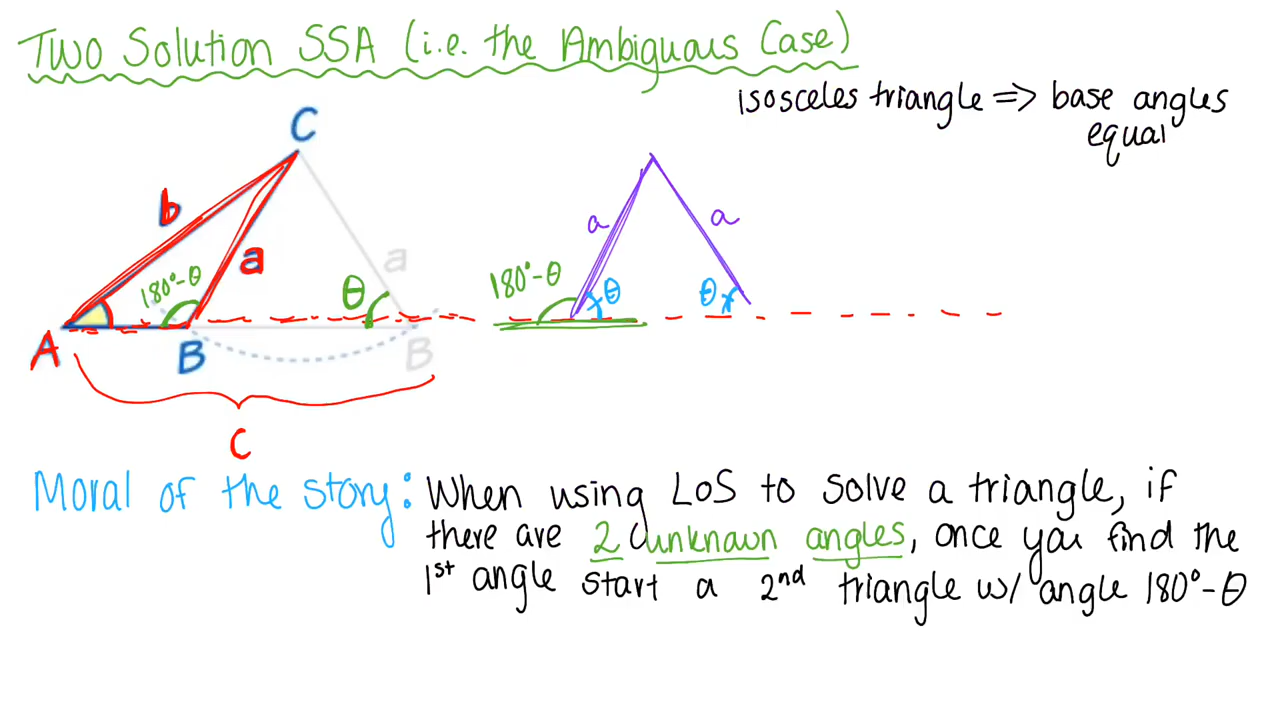 Two Solution SSA (i.e. the Ambiguous Case)
isosceles triangle => base angles
equal
C
b
a
a
180°-θ
θ
A
B
B
C
a
a
180°-θ
θ
θ
Moral of the story: When using LoS to solve a triangle, if
there are 2 unknown angles, once you find the
1st angle start a 2nd triangle w/ angle 180°-θ